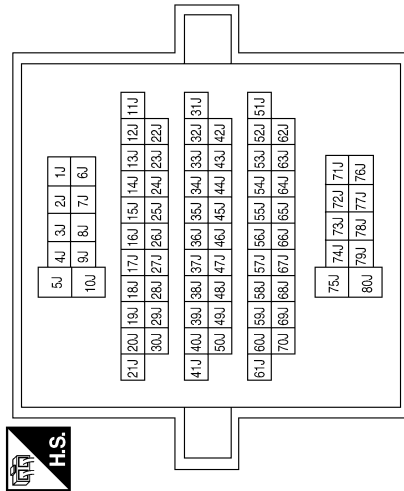 H.S.
5J 4J 3J 2J 1J
10J 9J 8J 7J 6J
21J 20J 19J 18J 17J 16J 15J 14J 13J 12J 11J
30J 29J 28J 27J 26J 25J 24J 23J 22J
41J 40J 39J 38J 37J 36J 35J 34J 33J 32J 31J
50J 49J 48J 47J 46J 45J 44J 43J 42J
61J 60J 59J 58J 57J 56J 55J 54J 53J 52J 51J
70J 69J 68J 67J 66J 65J 64J 63J 62J
75J 74J 73J 72J 71J
80J 79J 78J 77J 76J